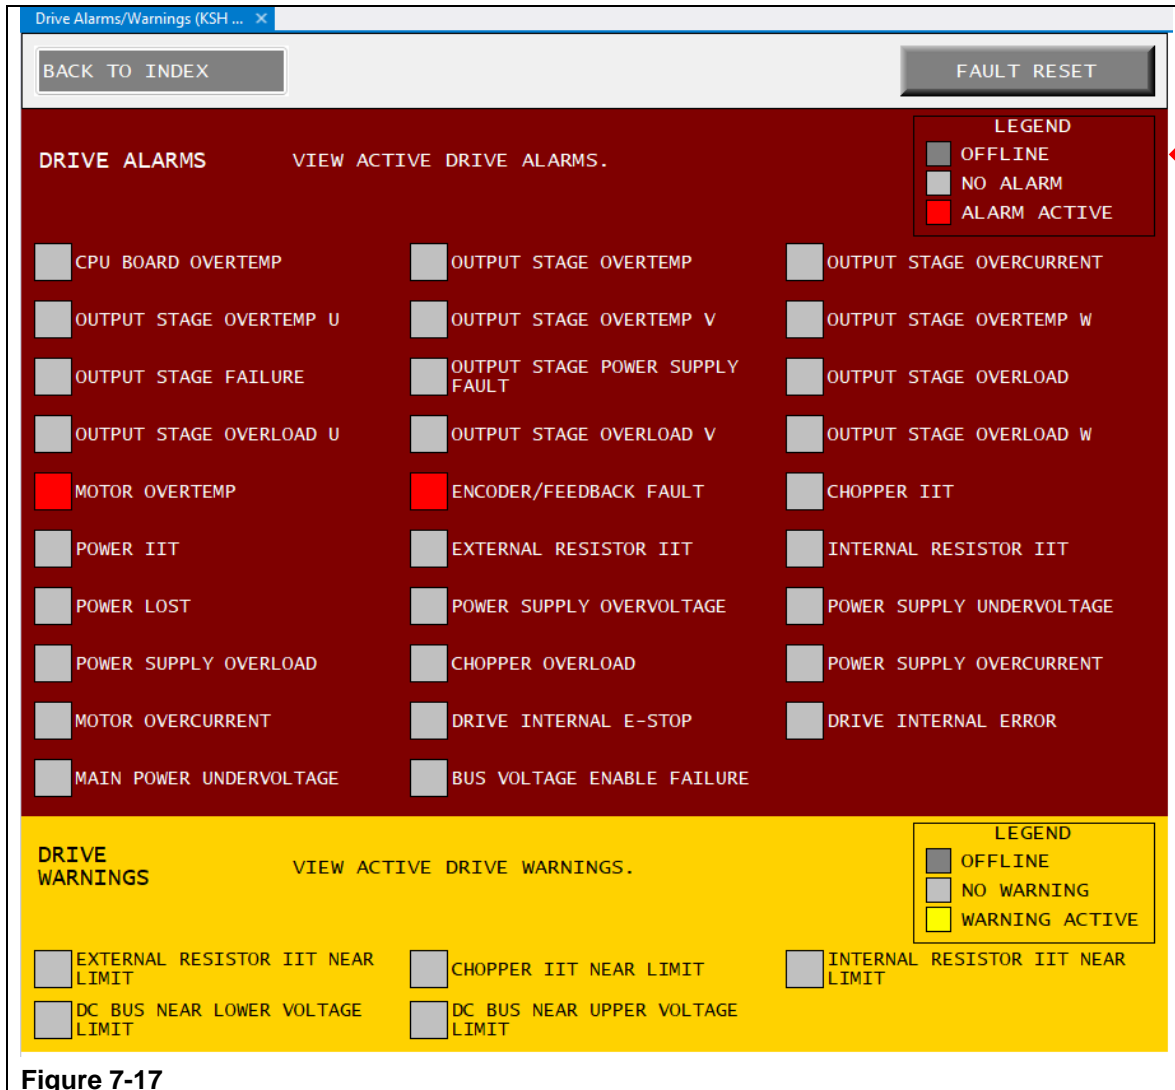 Drive Alarms/Warnings (KSH ... ×
BACK TO INDEX
FAULT RESET
DRIVE ALARMS
VIEW ACTIVE DRIVE ALARMS.
LEGEND
OFFLINE
NO ALARM
ALARM ACTIVE
CPU BOARD OVERTEMP
OUTPUT STAGE OVERTEMP
OUTPUT STAGE OVERCURRENT
OUTPUT STAGE OVERTEMP U
OUTPUT STAGE OVERTEMP V
OUTPUT STAGE OVERTEMP W
OUTPUT STAGE FAILURE
OUTPUT STAGE POWER SUPPLY
FAULT
OUTPUT STAGE OVERLOAD
OUTPUT STAGE OVERLOAD U
OUTPUT STAGE OVERLOAD V
OUTPUT STAGE OVERLOAD W
MOTOR OVERTEMP
ENCODER/FEEDBACK FAULT
CHOPPER IIT
POWER IIT
EXTERNAL RESISTOR IIT
INTERNAL RESISTOR IIT
POWER LOST
POWER SUPPLY OVERVOLTAGE
POWER SUPPLY UNDERVOLTAGE
POWER SUPPLY OVERLOAD
CHOPPER OVERLOAD
POWER SUPPLY OVERCURRENT
MOTOR OVERCURRENT
DRIVE INTERNAL E-STOP
DRIVE INTERNAL ERROR
MAIN POWER UNDERVOLTAGE
BUS VOLTAGE ENABLE FAILURE
DRIVE
WARNINGS
VIEW ACTIVE DRIVE WARNINGS.
LEGEND
OFFLINE
NO WARNING
WARNING ACTIVE
EXTERNAL RESISTOR IIT NEAR
LIMIT
CHOPPER IIT NEAR LIMIT
INTERNAL RESISTOR IIT NEAR
LIMIT
DC BUS NEAR LOWER VOLTAGE
LIMIT
DC BUS NEAR UPPER VOLTAGE
LIMIT
Figure 7-17